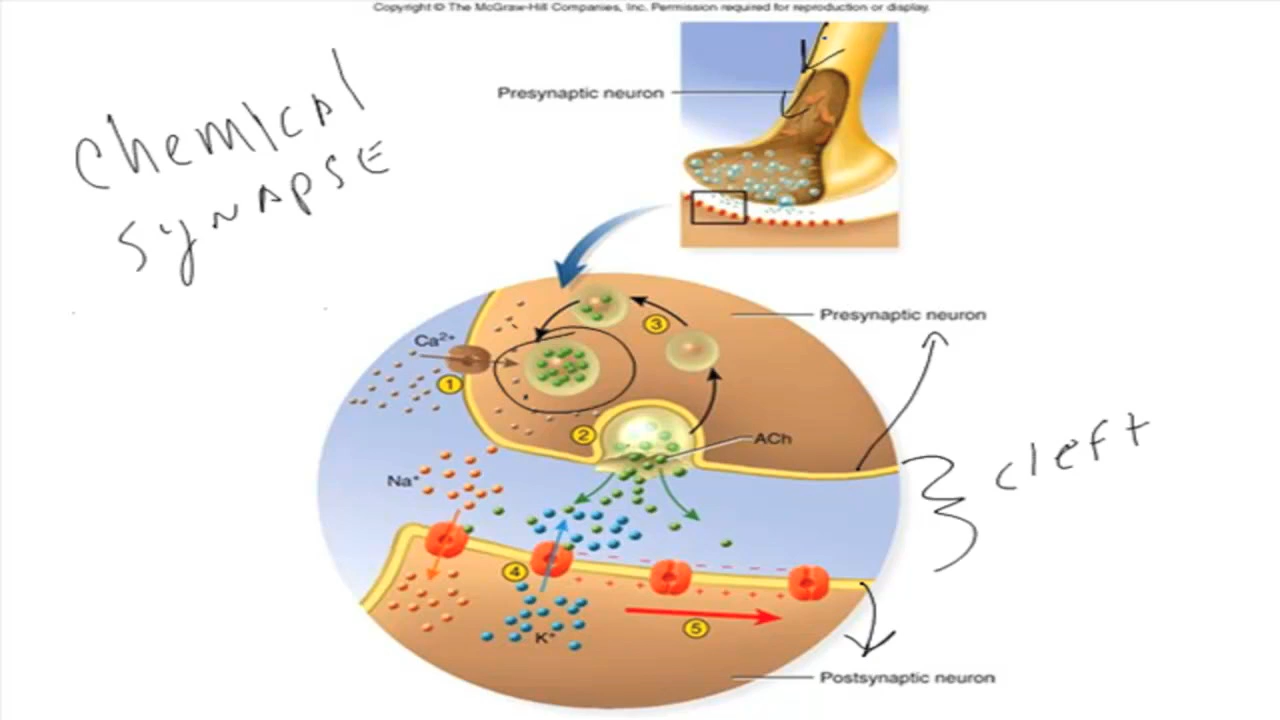 Copyright © The McGraw-Hill Companies, Inc. Permission required for reproduction or display.
Chemical
Synapse
Presynaptic neuron
Presynaptic neuron
Ca2+
1
3
2
ACh
cleft
Na+
4
K+
5
Postsynaptic neuron